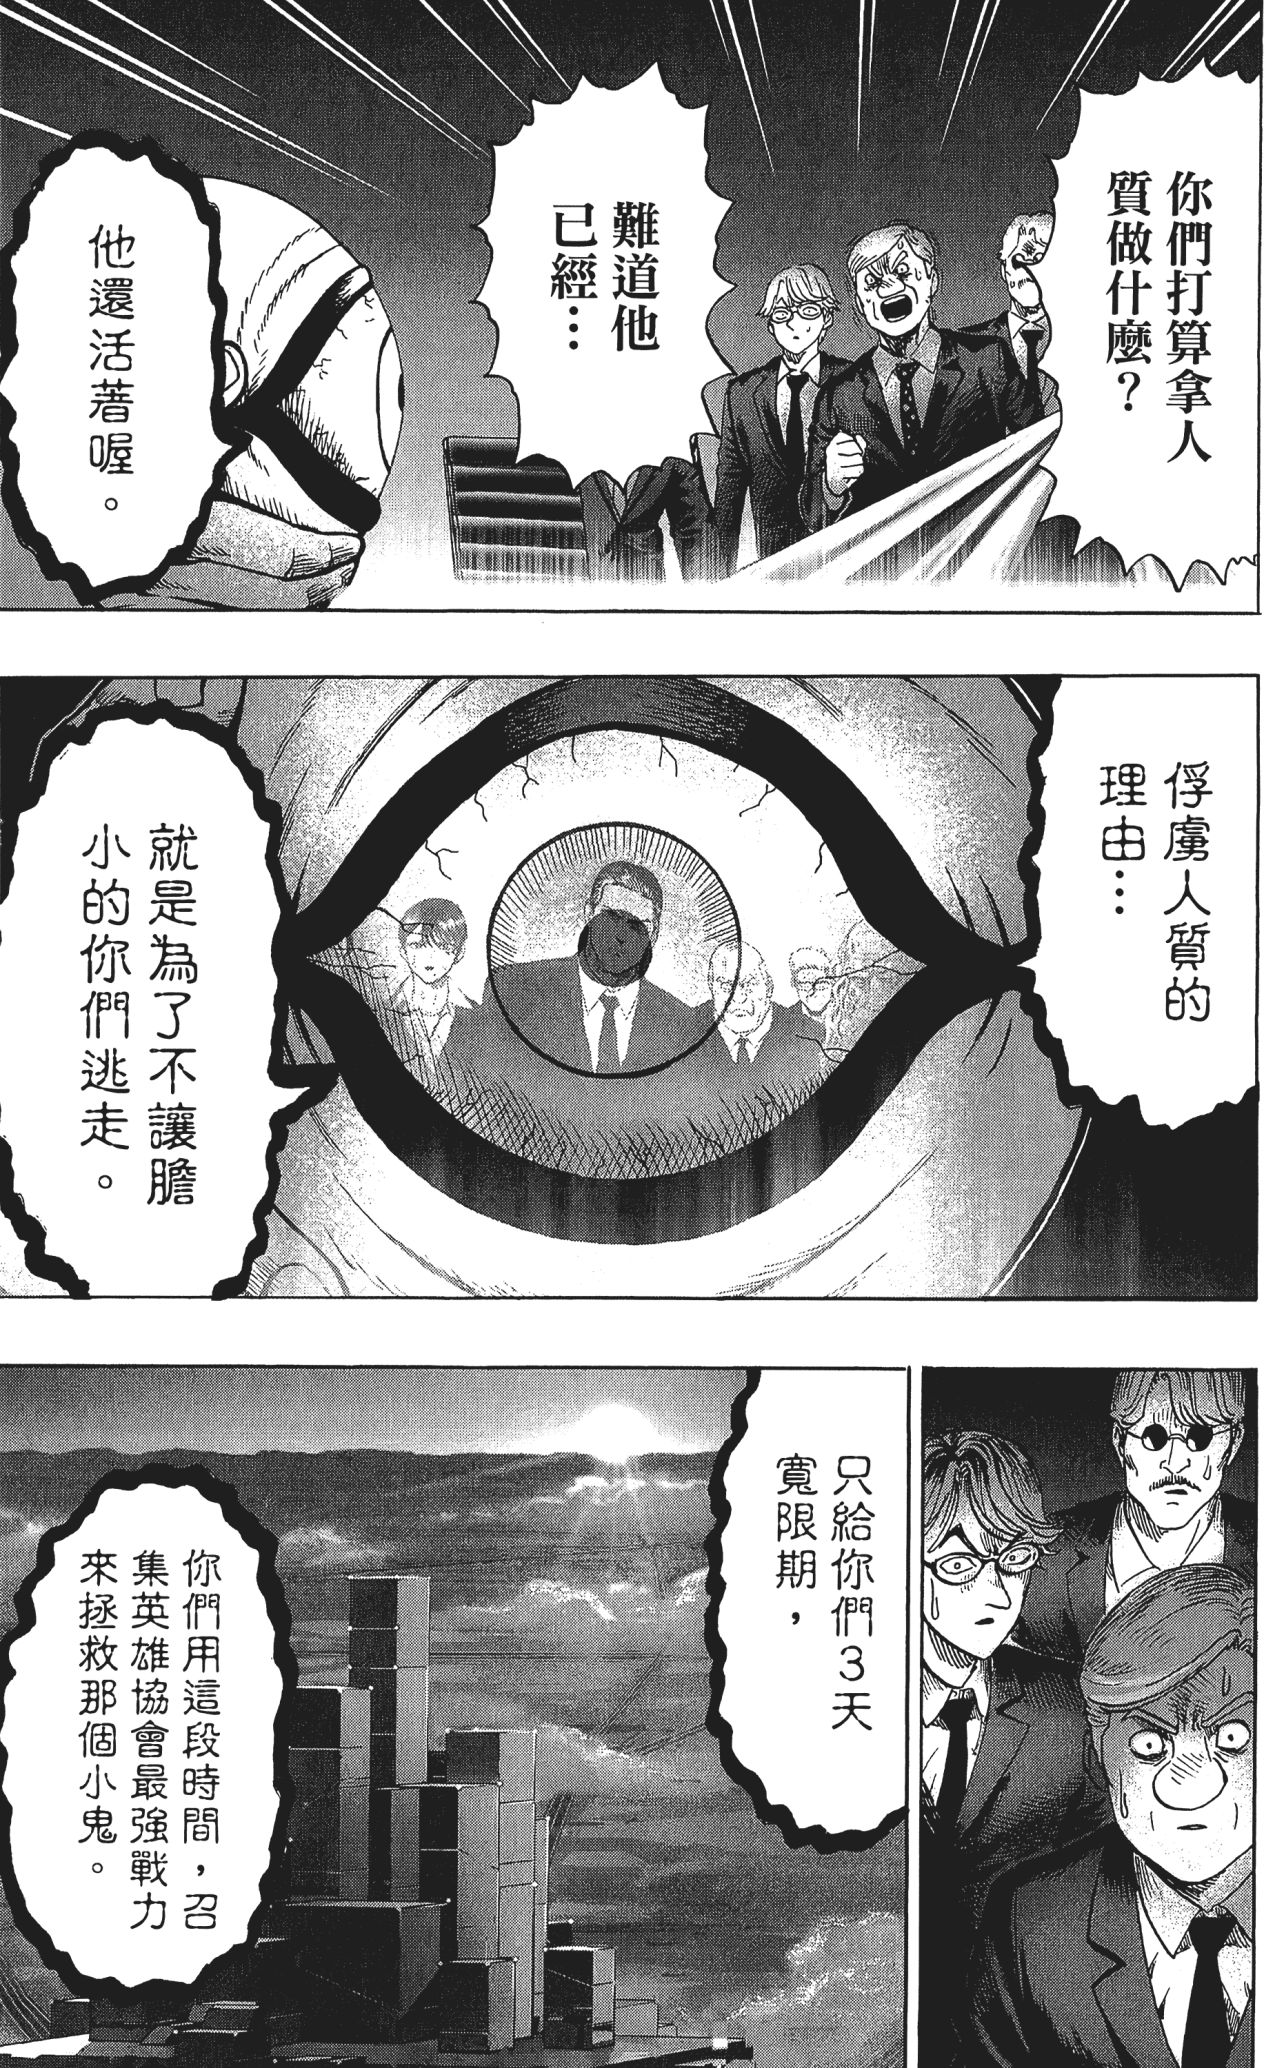 你們打算拿人
質做什麼？
難道他
已經…
他還活著喔。
俘虜人質的
理由…
就是為了不讓膽
小的你們逃走。
只給你們3天
寬限期，
你們用這段時間，召
集英雄協會最強戰力
來拯救那個小鬼。